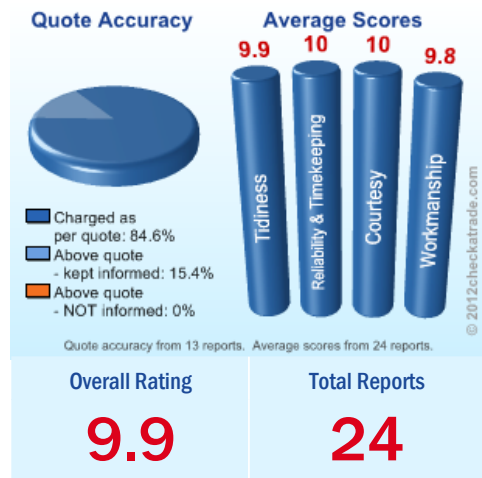 Quote Accuracy
Average Scores
9.9
10
10
9.8
Tidiness
Reliability & Timekeeping
Courtesy
Workmanship
Charged as
per quote: 84.6%
Above quote
- kept informed: 15.4%
Above quote
- NOT informed: 0%
© 2012checkatrade.com
Quote accuracy from 13 reports. Average scores from 24 reports.
Overall Rating
9.9
Total Reports
24